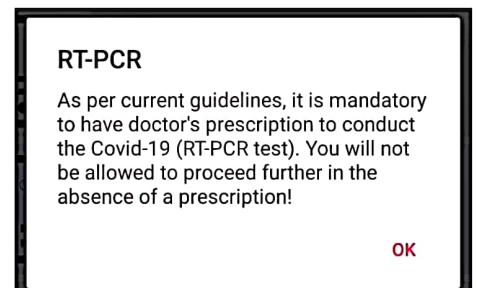 RT-PCR
As per current guidelines, it is mandatory
to have doctor's prescription to conduct
the Covid-19 (RT-PCR test). You will not
be allowed to proceed further in the
absence of a prescription!
OK